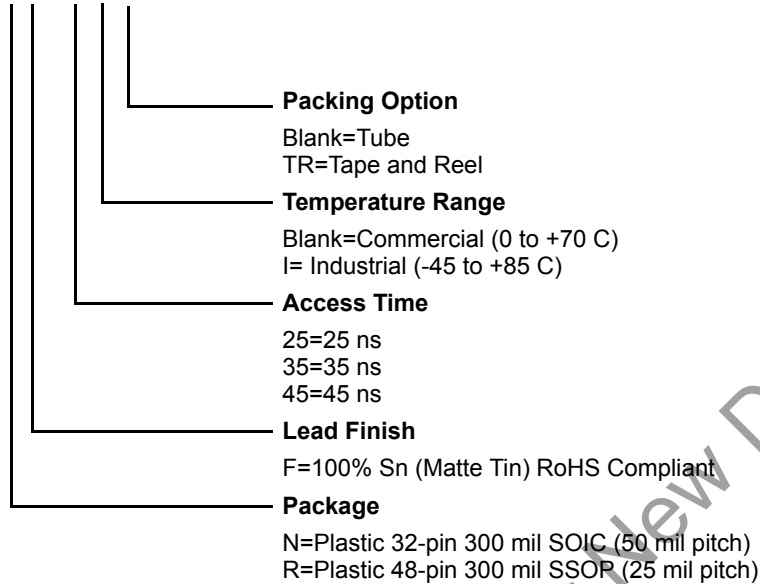 Packing Option
Blank=Tube
TR=Tape and Reel
Temperature Range
Blank=Commercial (0 to +70 C)
I= Industrial (-45 to +85 C)
Access Time
25=25 ns
35=35 ns
45=45 ns
Lead Finish
F=100% Sn (Matte Tin) RoHS Compliant
Package
N=Plastic 32-pin 300 mil SOIC (50 mil pitch)
R=Plastic 48-pin 300 mil SSOP (25 mil pitch)
New